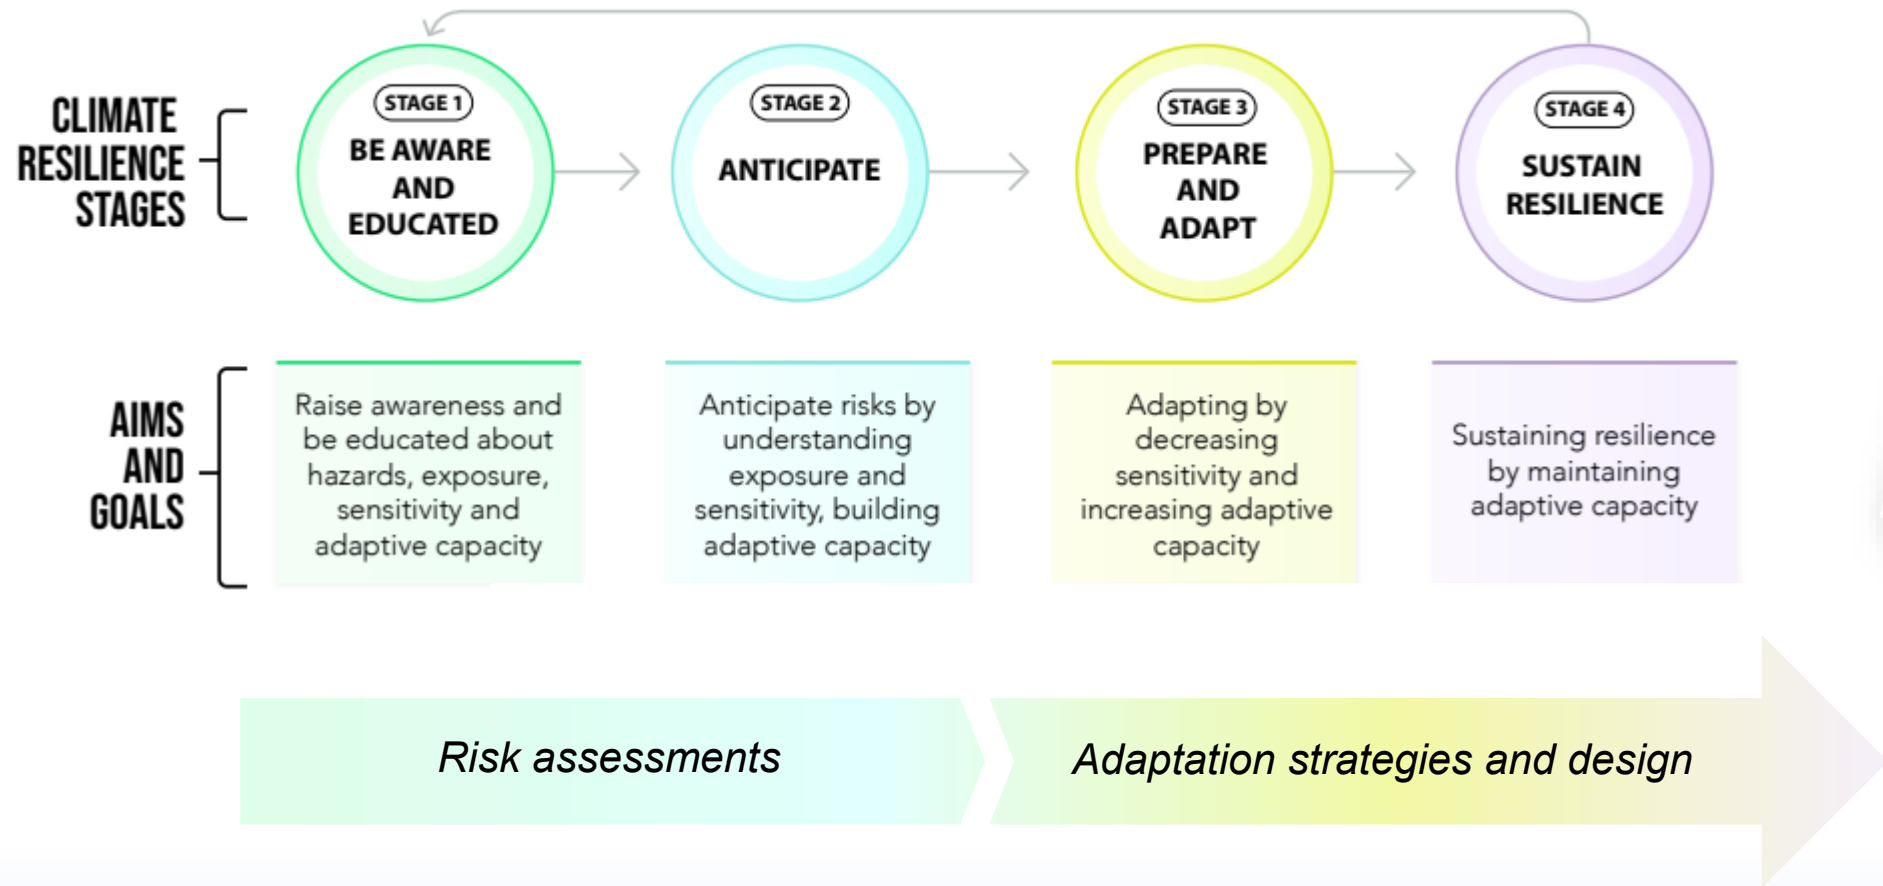 CLIMATE
RESILIENCE
STAGES
STAGE 1
BE AWARE
AND
EDUCATED
STAGE 2
ANTICIPATE
STAGE 3
PREPARE
AND
ADAPT
STAGE 4
SUSTAIN
RESILIENCE
AIMS
AND
GOALS
Raise awareness and
be educated about
hazards, exposure,
sensitivity and
adaptive capacity
Anticipate risks by
understanding
exposure and
sensitivity, building
adaptive capacity
Adapting by
decreasing
sensitivity and
increasing adaptive
capacity
Sustaining resilience
by maintaining
adaptive capacity
Risk assessments
Adaptation strategies and design